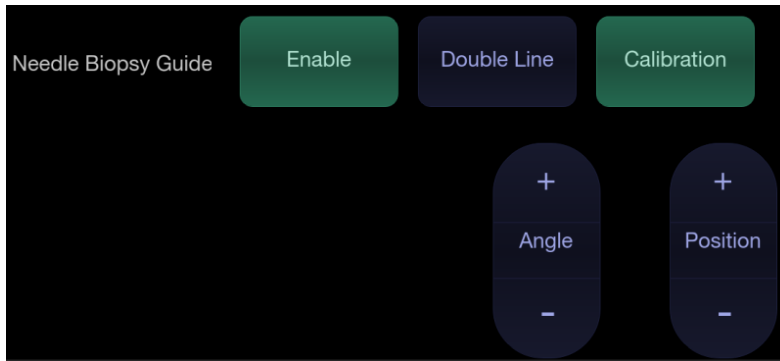 Needle Biopsy Guide
Enable
Double Line
Calibration
+
+
Angle
Position
-
-